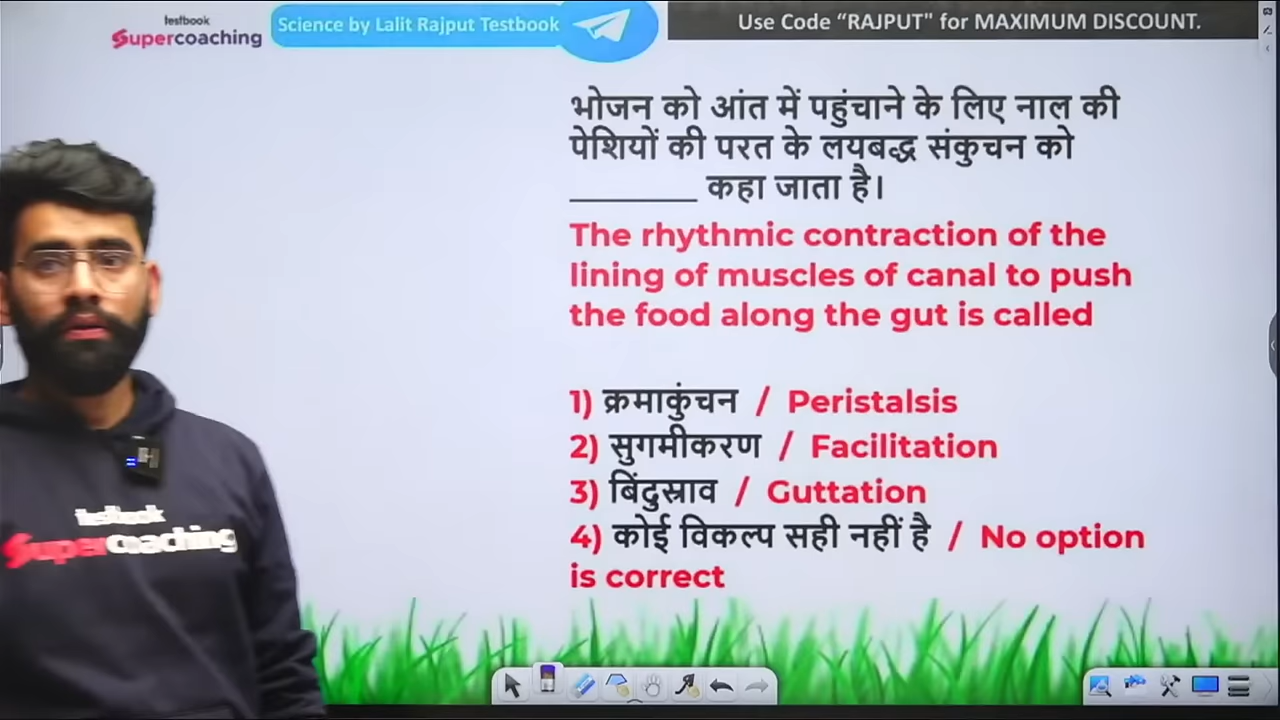 testbook
Supercoaching
Science by Lalit Rajput Testbook
Use Code “RAJPUT" for MAXIMUM DISCOUNT.
भोजन को आंत में पहुंचाने के लिए नाल की
पेशियों की परत के लयबद्ध संकुचन को
________ कहा जाता है।
The rhythmic contraction of the
lining of muscles of canal to push
the food along the gut is called
1) क्रमाकुंचन / Peristalsis
2) सुगमीकरण / Facilitation
3) बिंदुस्राव / Guttation
4) कोई विकल्प सही नहीं है / No option
is correct
testbook
Supercoaching